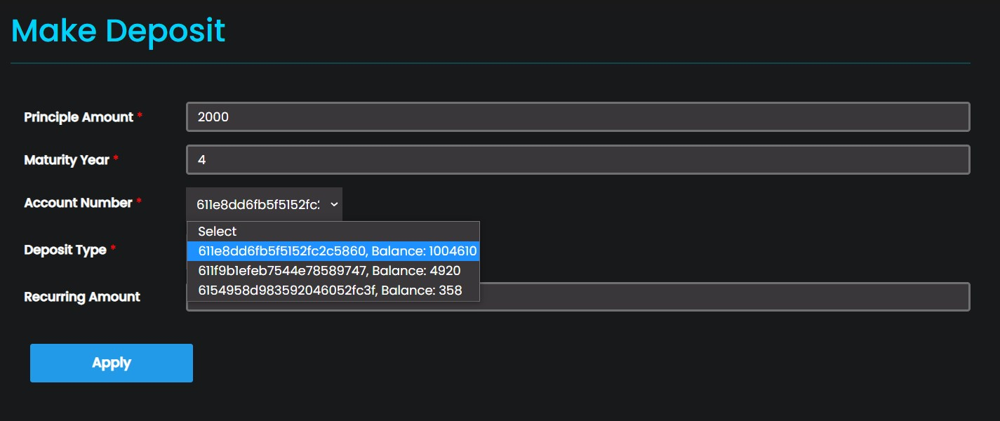 Make Deposit
Principle Amount *
2000
Maturity Year *
4
Account Number *
611e8dd6fb5f5152fc2
Select
611e8dd6fb5f5152fc2c5860, Balance: 1004610
611f9b1efeb7544e78589747, Balance: 4920
6154958d983592046052fc3f, Balance: 358
Deposit Type *
Recurring Amount
Apply